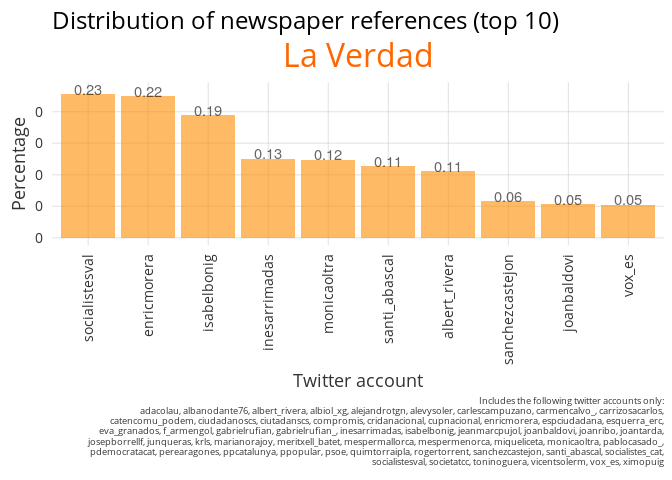 Distribution of newspaper references (top 10)
La Verdad
Percentage
0
0
0
0
0
0.23
0.22
0.19
0.13
0.12
0.11
0.11
0.06
0.05
0.05
socialistesval
enricmorera
isabelbonig
inesarrimadas
monicaoltra
santi_abascal
albert_rivera
sanchezcastejon
joanbaldovi
vox_es
Twitter account
Includes the following twitter accounts only:
adacolau, albanodante76, albert_rivera, albiol_xg, alejandrotgn, alevysoler, carlescampuzano, carmencalvo_, carrizosacarlos,
catencomu_podem, ciudadanoscs, ciutadanscs, compromis, cridanacional, cupnacional, enricmorera, espciudadana, esquerra_erc,
eva_granados, f_armengol, gabrielrufian, gabrielrufian_, inesarrimadas, isabelbonig, jeanmarcpujol, joanbaldovi, joanribo, joantarda,
josepborrellf, junqueras, krls, marianorajoy, meritxell_batet, mespermallorca, mespermenorca, miqueliceta, monicaoltra, pablocasado_,
pdemocratacat, perearagones, ppcatalunya, ppopular, psoe, quimtorraipla, rogertorrent, sanchezcastejon, santi_abascal, socialistes_cat,
socialistesval, societatcc, toninoguera, vicentsolerm, vox_es, ximopuig